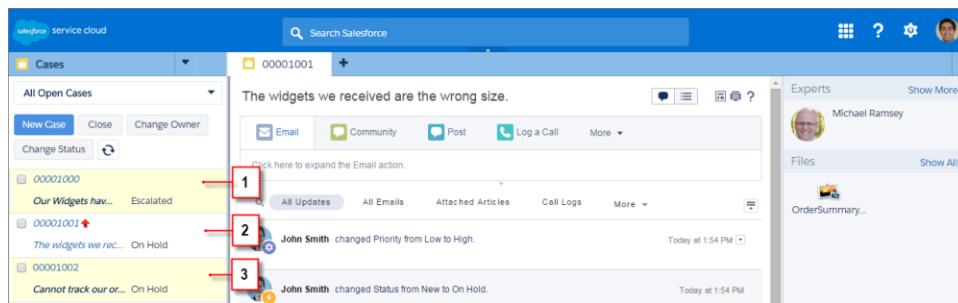 salesforce service cloud
Search Salesforce
Cases
00001001
All Open Cases
New Case Close Change Owner
Change Status
00001000
Our Widgets hav... Escalated
00001001
The widgets we rec... On Hold
00001002
Cannot track our or... On Hold
1
2
3
The widgets we received are the wrong size.
Email Community Post Log a Call More
Click here to expand the Email action.
All Updates All Emails Attached Articles Call Logs More
John Smith changed Priority from Low to High. Today at 1:54 PM
John Smith changed Status from New to On Hold. Today at 1:54 PM
Experts Show More
Michael Ramsey
Files Show All
OrderSummary...